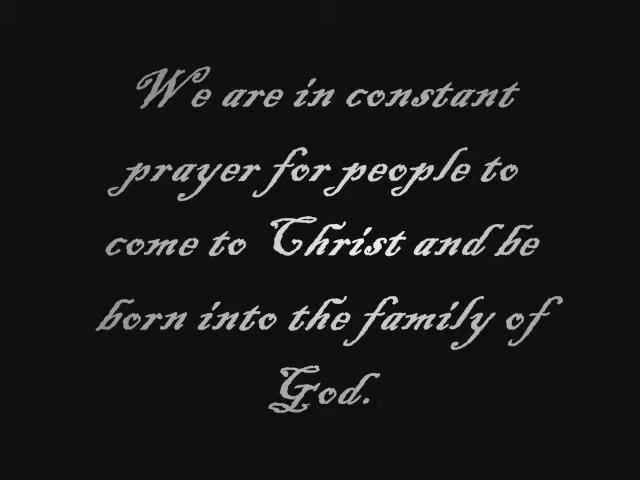 We are in constant
prayer for people to
come to Christ and be
born into the family of
God.